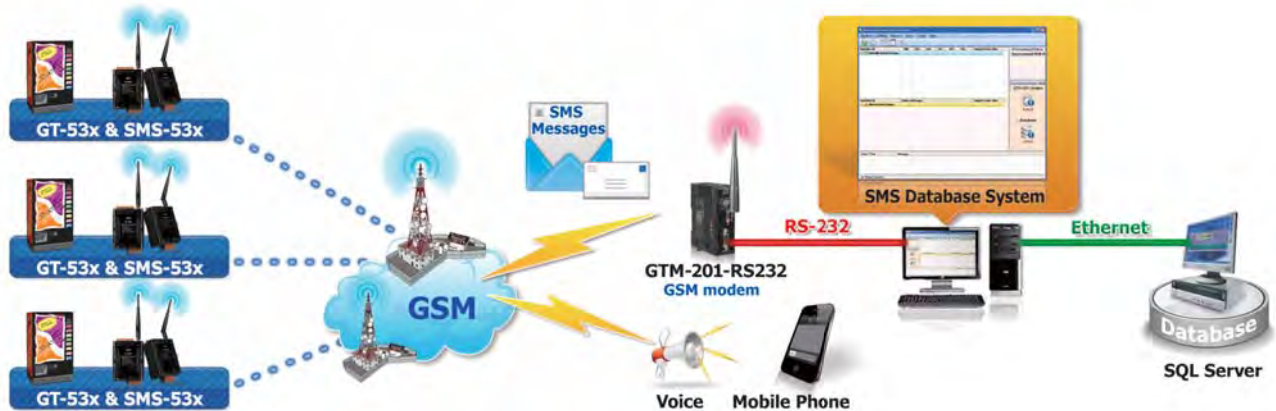 GT-53x & SMS-53x
GT-53x & SMS-53x
GT-53x & SMS-53x
GSM
SMS
Messages
GTM-201-RS232
GSM modem
RS-232
SMS Database System
Ethernet
Database
SQL Server
Voice
Mobile Phone